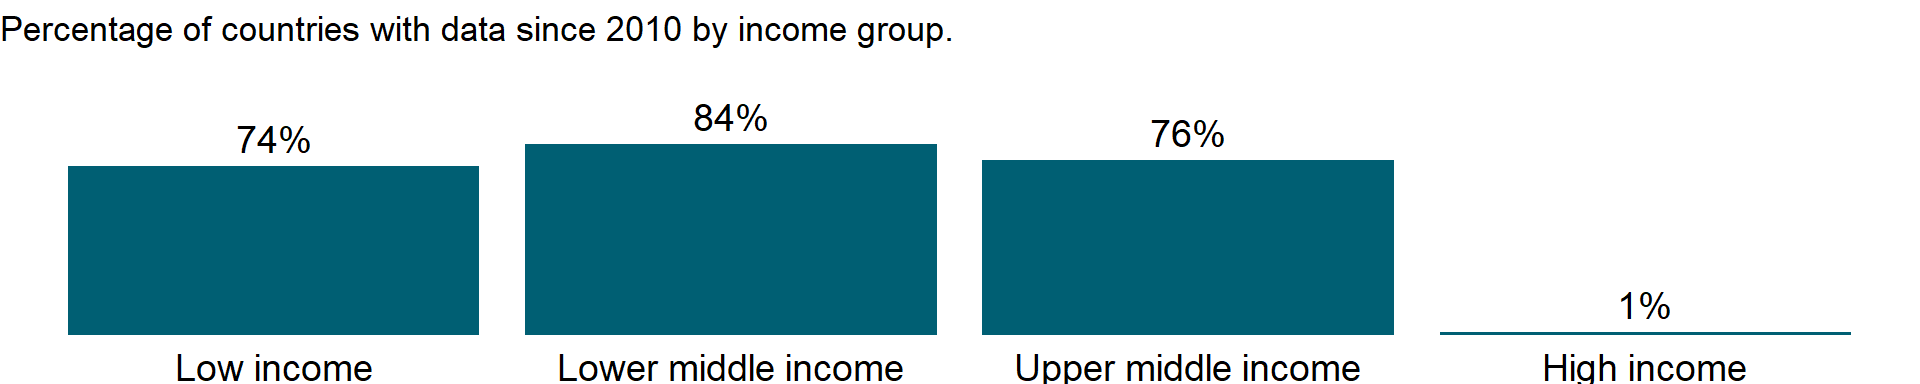 Percentage of countries with data since 2010 by income group.
74%
84%
76%
1%
Low income
Lower middle income
Upper middle income
High income